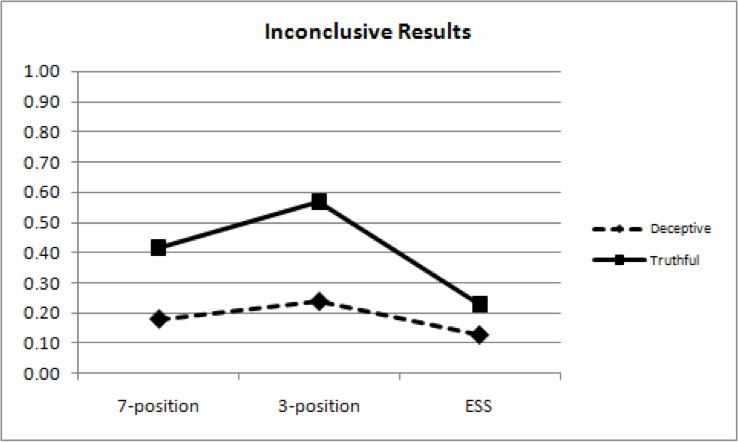 Inconclusive Results
1.00
0.90
0.80
0.70
0.60
0.50
0.40
0.30
0.20
0.10
0.00
7-position 3-position ESS
Deceptive
Truthful